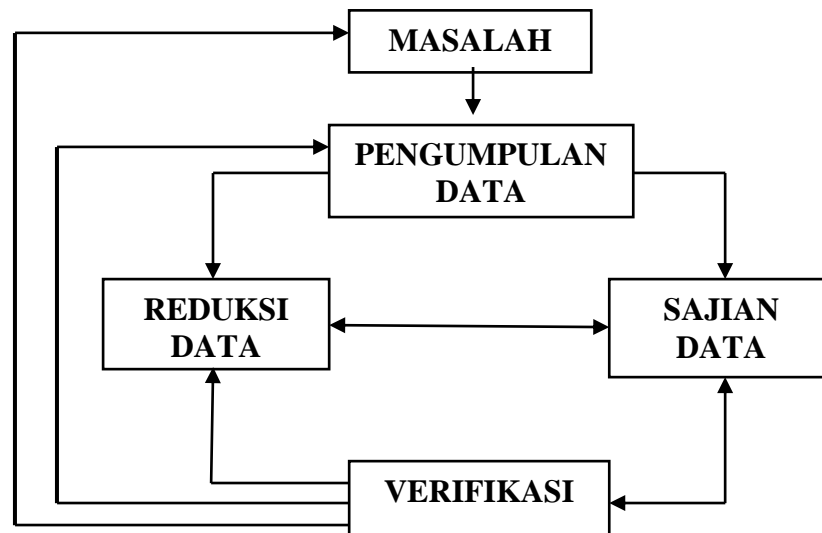 MASALAH
PENGUMPULAN
DATA
REDUKSI
DATA
SAJIAN
DATA
VERIFIKASI